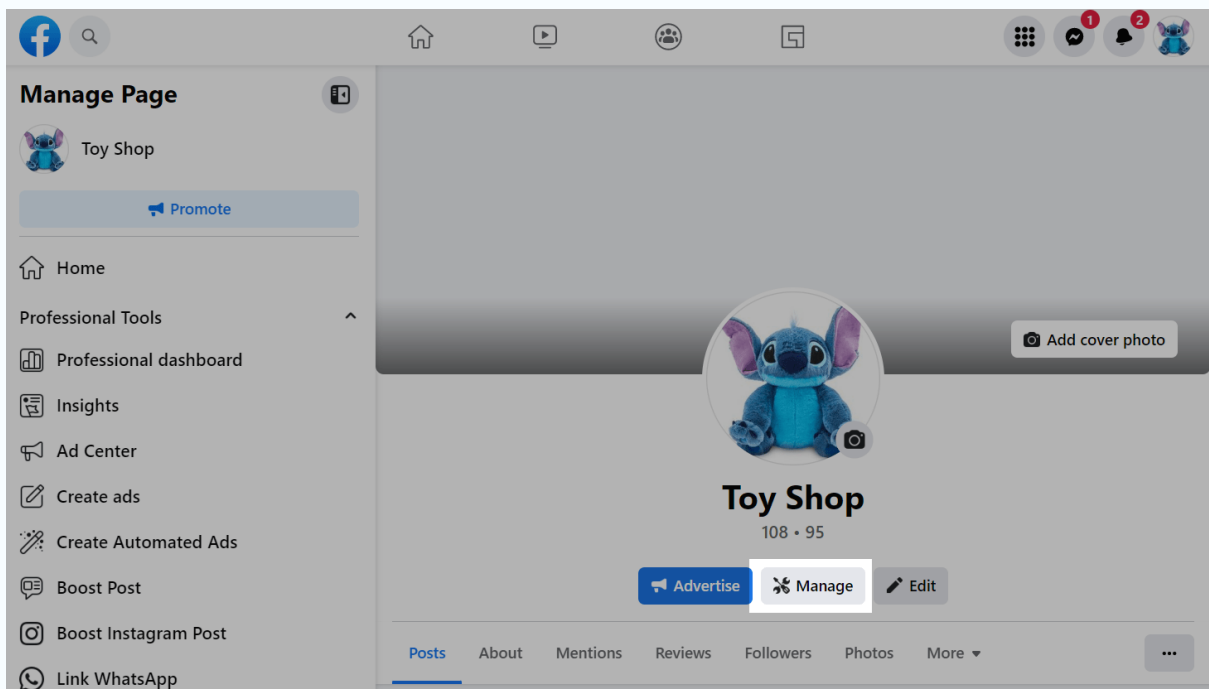 1
2
Manage Page
Toy Shop
Promote
Home
Professional Tools
Professional dashboard
Insights
Ad Center
Create ads
Create Automated Ads
Boost Post
Boost Instagram Post
Link WhatsApp
Add cover photo
Toy Shop
108 • 95
Advertise Manage Edit
Posts About Mentions Reviews Followers Photos More